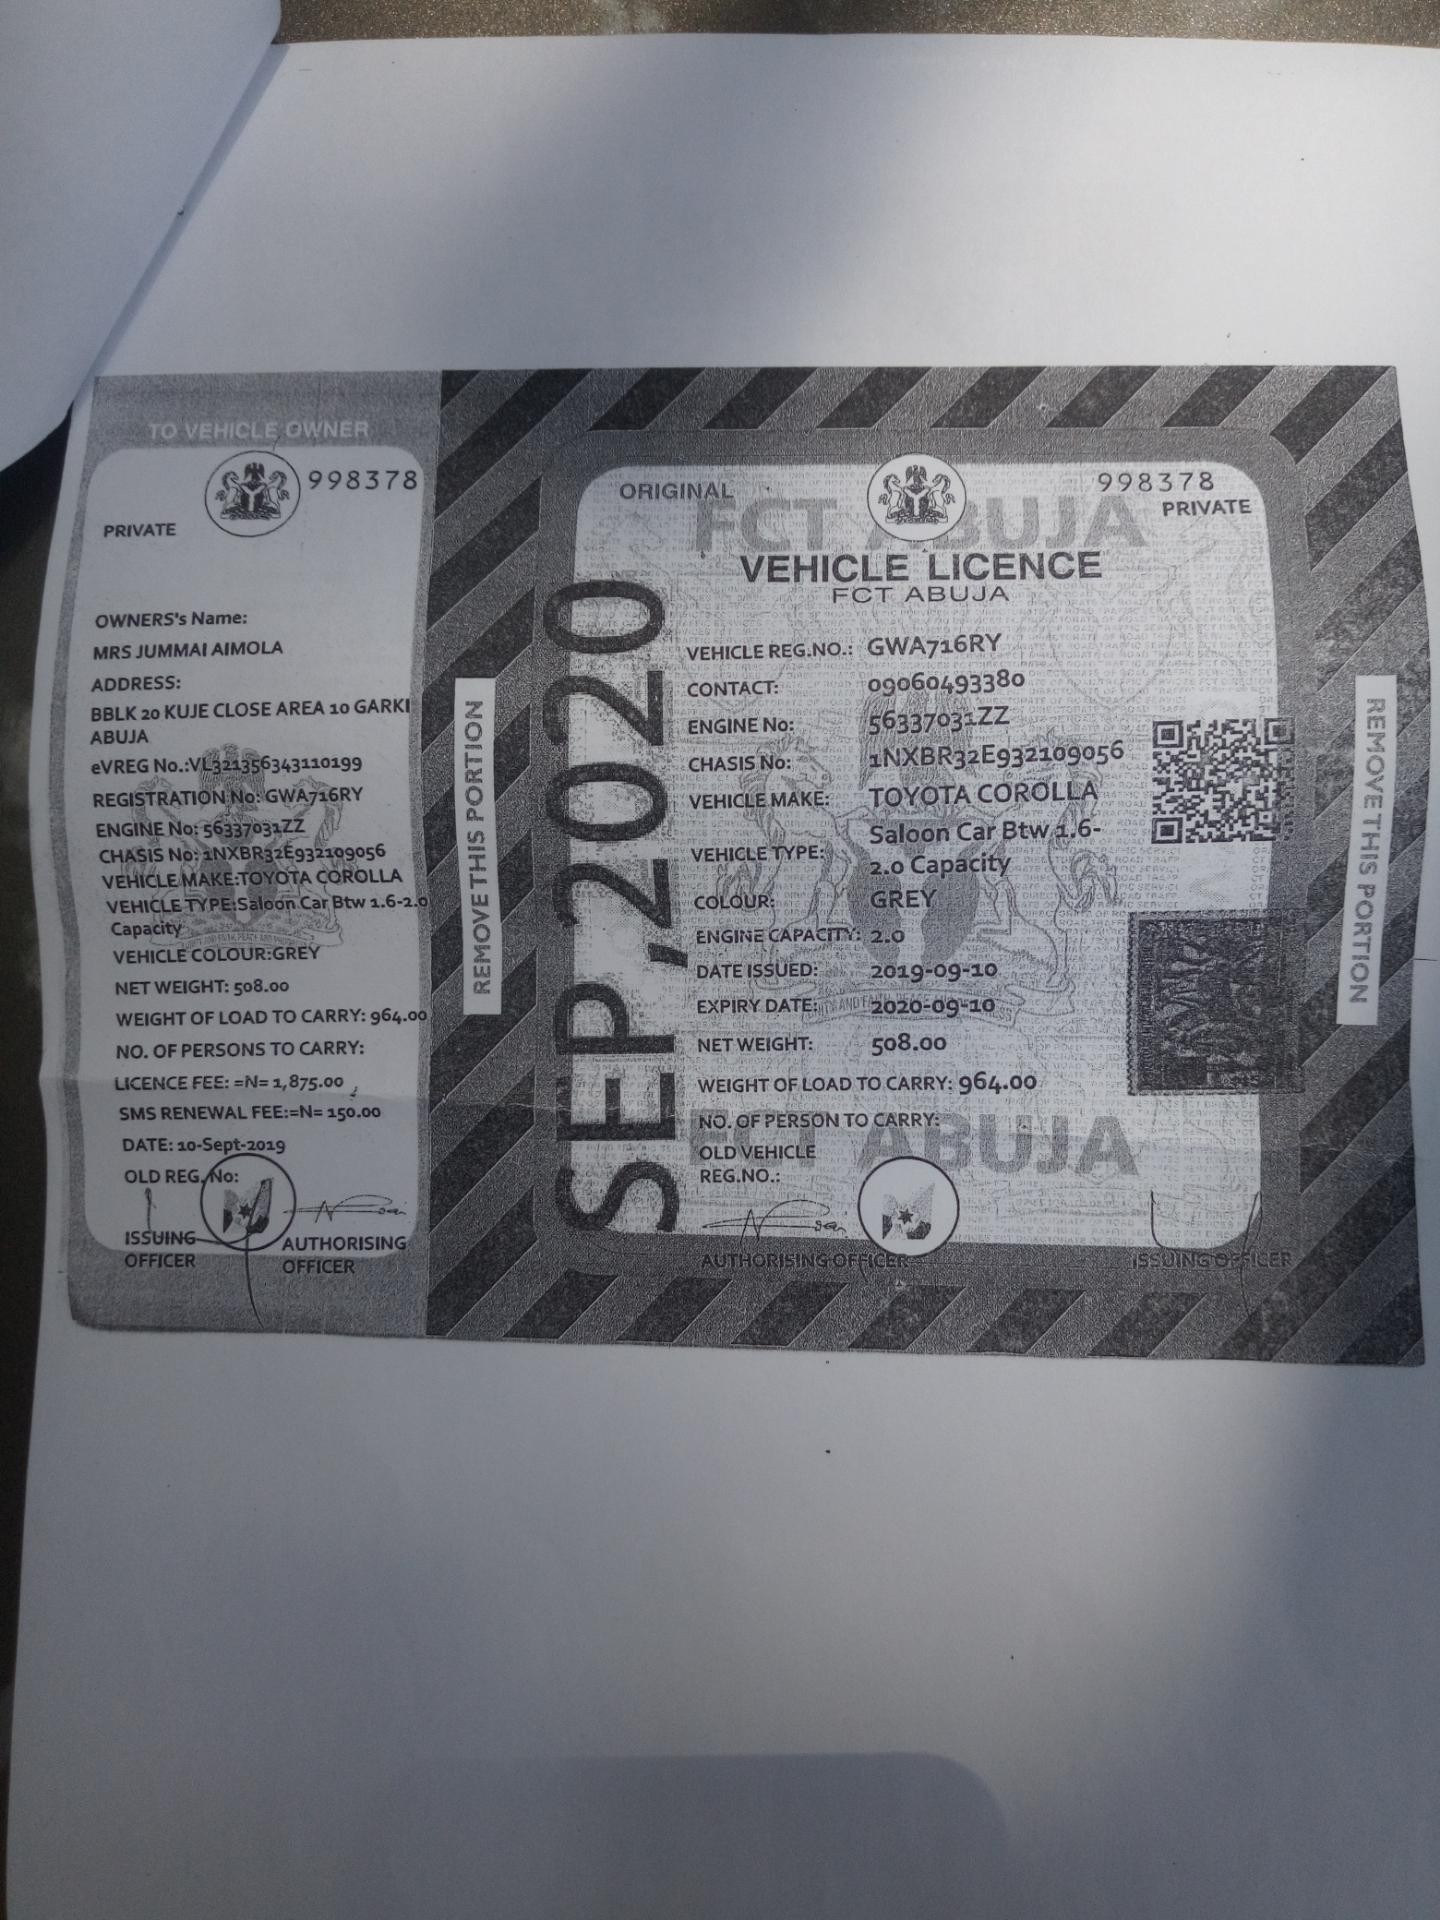 TO VEHICLE OWNER
998378
PRIVATE
OWNERS's Name:
MRS JUMMAI AIMOLA
ADDRESS:
BBLK 20 KUJE CLOSE AREA 10 GARKI
ABUJA
eVREG No.:VL321356343110199
REGISTRATION No: GWA716RY
ENGINE No: 56337031ZZ
CHASIS No: 1NXBR32E932109056
VEHICLE MAKE:TOYOTA COROLLA
VEHICLE TYPE:Saloon Car Btw 1.6-2.0
Capacity
VEHICLE COLOUR:GREY
NET WEIGHT: 508.00
WEIGHT OF LOAD TO CARRY: 964.00
NO. OF PERSONS TO CARRY:
LICENCE FEE: =N= 1,875.00
SMS RENEWAL FEE:=N= 150.00
DATE: 10-Sept-2019
OLD REG. No:
ISSUING
OFFICER
AUTHORISING
OFFICER
REMOVE THIS PORTION
SEP ,2020
ORIGINAL
998378
PRIVATE
FCT ABUJA
VEHICLE LICENCE
FCT ABUJA
VEHICLE REG.NO.: GWA716RY
CONTACT: 09060493380
ENGINE No: 56337031ZZ
CHASIS No: 1NXBR32E932109056
VEHICLE MAKE: TOYOTA COROLLA
VEHICLE TYPE: Saloon Car Btw 1.6-
2.0 Capacity
COLOUR: GREY
ENGINE CAPACITY: 2.0
DATE ISSUED: 2019-09-10
EXPIRY DATE: 2020-09-10
NET WEIGHT: 508.00
WEIGHT OF LOAD TO CARRY: 964.00
NO. OF PERSON TO CARRY:
FCT ABUJA
OLD VEHICLE
REG.NO.:
AUTHORISING OFFICER
ISSUING OFFICER
REMOVE THIS PORTION